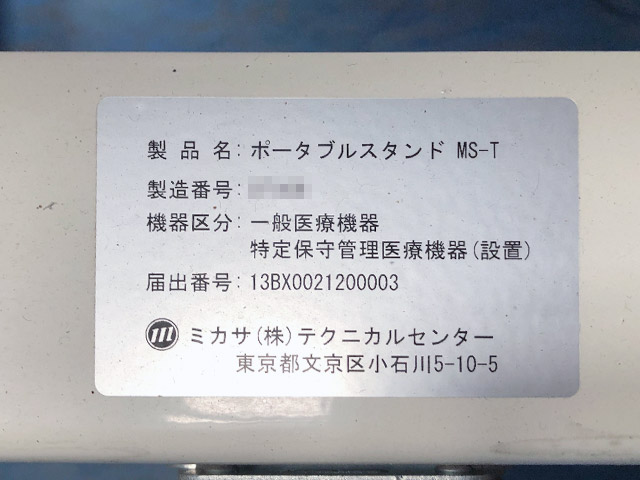 製品名: ポータブルスタンド MS-T
製造番号:
機器区分: 一般医療機器
特定保守管理医療機器(設置)
届出番号: 13BX0021200003
ミカサ(株)テクニカルセンター
東京都文京区小石川5-10-5